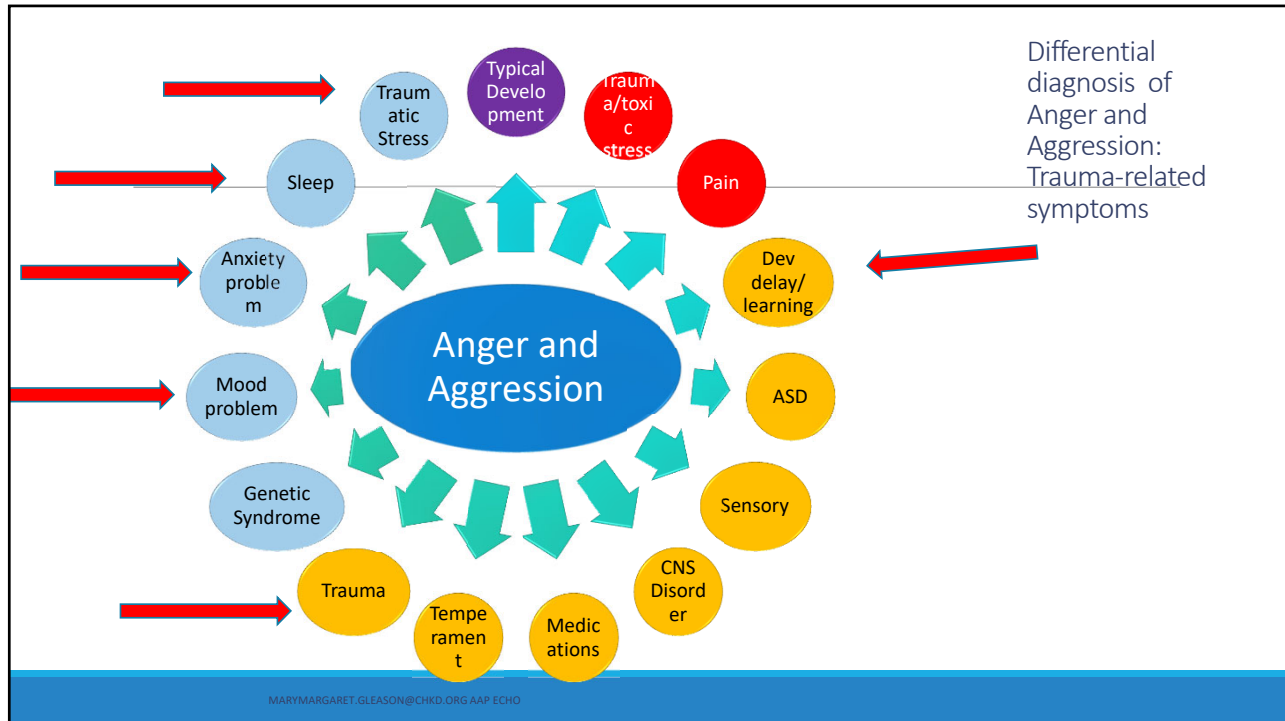 Differential
diagnosis of
Anger and
Aggression:
Trauma-related
symptoms
Typical
Develo
pment
Traum
a/toxi
c
stress
Pain
Dev
delay/
learning
ASD
Sensory
CNS
Disord
er
Medic
ations
Tempe
ramen
t
Trauma
Genetic
Syndrome
Mood
problem
Anxiety
proble
m
Sleep
Traum
atic
Stress
Anger and
Aggression
MARYMARGARET.GLEASON@CHKD.ORG AAP ECHO